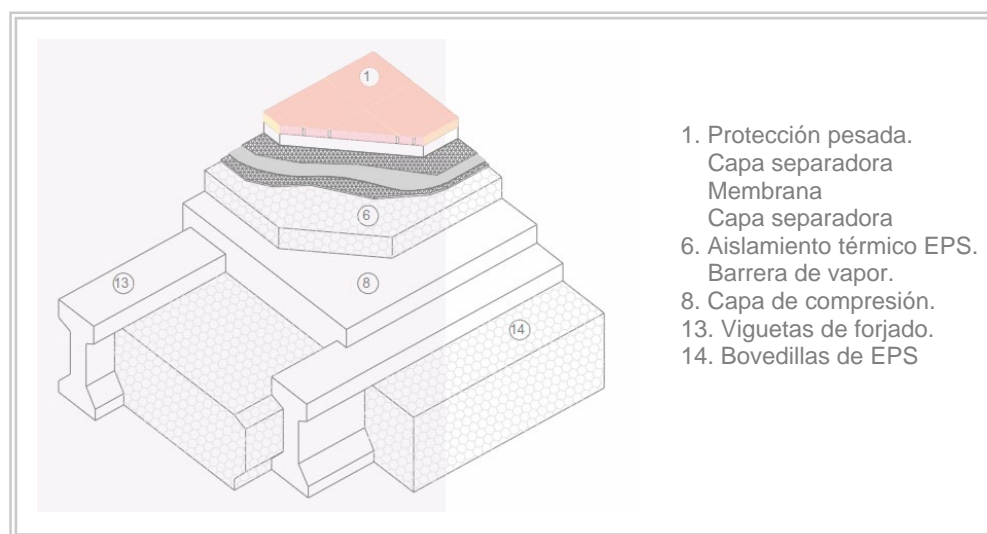 1
6
8
13
14
1. Protección pesada.
Capa separadora
Membrana
Capa separadora
6. Aislamiento térmico EPS.
Barrera de vapor.
8. Capa de compresión.
13. Viguetas de forjado.
14. Bovedillas de EPS